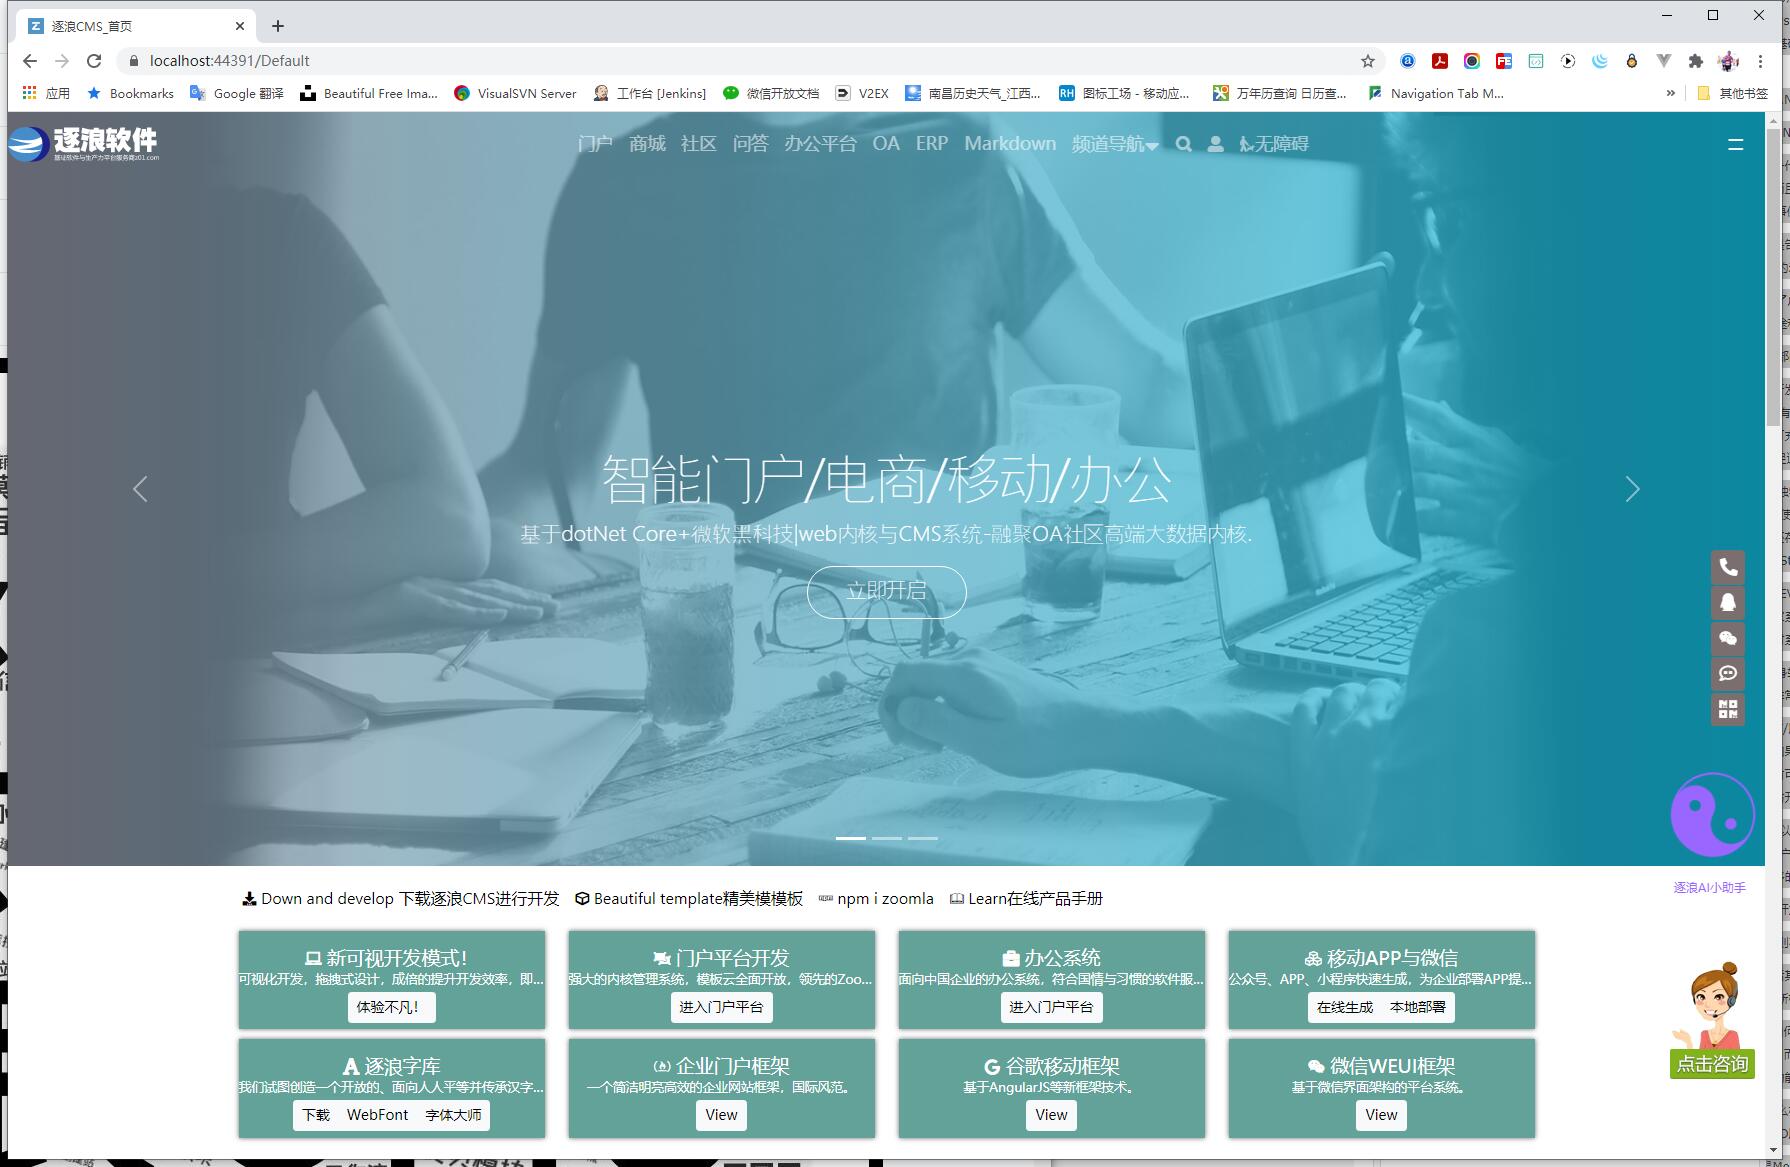 逐浪CMS_首页
localhost:44391/Default
应用 Bookmarks Google 翻译 Beautiful Free Ima... VisualSVN Server 工作台 [Jenkins] 微信开放文档 V2EX 南昌历史天气_江西... 图标工场 - 移动应... 万年历查询 日历查... Navigation Tab M... » 其他书签
逐浪软件
门户 商城 社区 问答 办公平台 OA ERP Markdown 频道导航 无障碍
智能门户/电商/移动/办公
基于dotNet Core+微软黑科技|web内核与CMS系统-融聚OA社区高端大数据内核.
立即开启
逐浪AI小助手
Down and develop 下载逐浪CMS进行开发 Beautiful template精美模模板 npm i zoomla Learn在线产品手册
新可视开发模式！ 门户平台开发 办公系统 移动APP与微信
可视化开发，拖拽式设计，成倍的提升开发效率，即... 强大的内核管理系统，模板云全面开放，领先的Zoo... 面向中国企业的办公系统，符合国情与习惯的软件服... 公众号、APP、小程序快速生成，为企业部署APP提...
体验不凡！ 进入门户平台 进入门户平台 在线生成 本地部署
逐浪字库 企业门户框架 谷歌移动框架 微信WEUI框架
我们试图创造一个开放的、面向人人平等并传承汉字... 一个简洁明亮高效的企业网站框架，国际风范。 基于AngularJS等新框架技术。 基于微信界面架构的平台系统。
下载 WebFont 字体大师 View View View
点击咨询